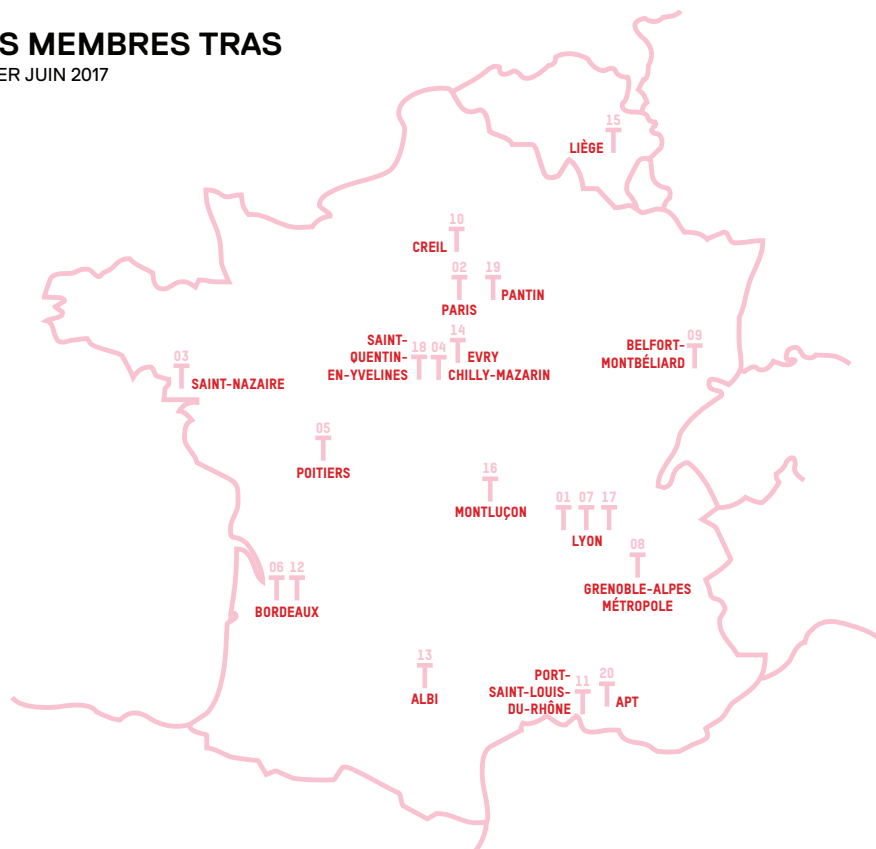 S MEMBRES TRAS
ER JUIN 2017
15
LIÈGE
10
CREIL
02
PARIS
19
PANTIN
14
EVRY
SAINT-
QUENTIN-
EN-YVELINES
18 04
CHILLY-MAZARIN
09
BELFORT-
MONTBÉLIARD
03
SAINT-NAZAIRE
05
POITIERS
16
MONTLUÇON
01 07 17
LYON
08
GRENOBLE-ALPES
MÉTROPOLE
06 12
BORDEAUX
13
ALBI
PORT-
SAINT-LOUIS-
DU-RHÔNE
11
20
APT